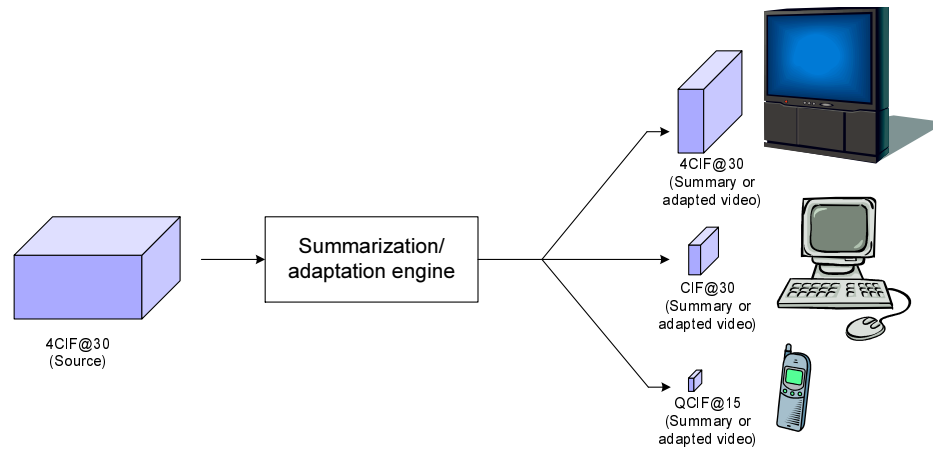 4CIF@30
(Source)
Summarization/
adaptation engine
4CIF@30
(Summary or
adapted video)
CIF@30
(Summary or
adapted video)
QCIF@15
(Summary or
adapted video)